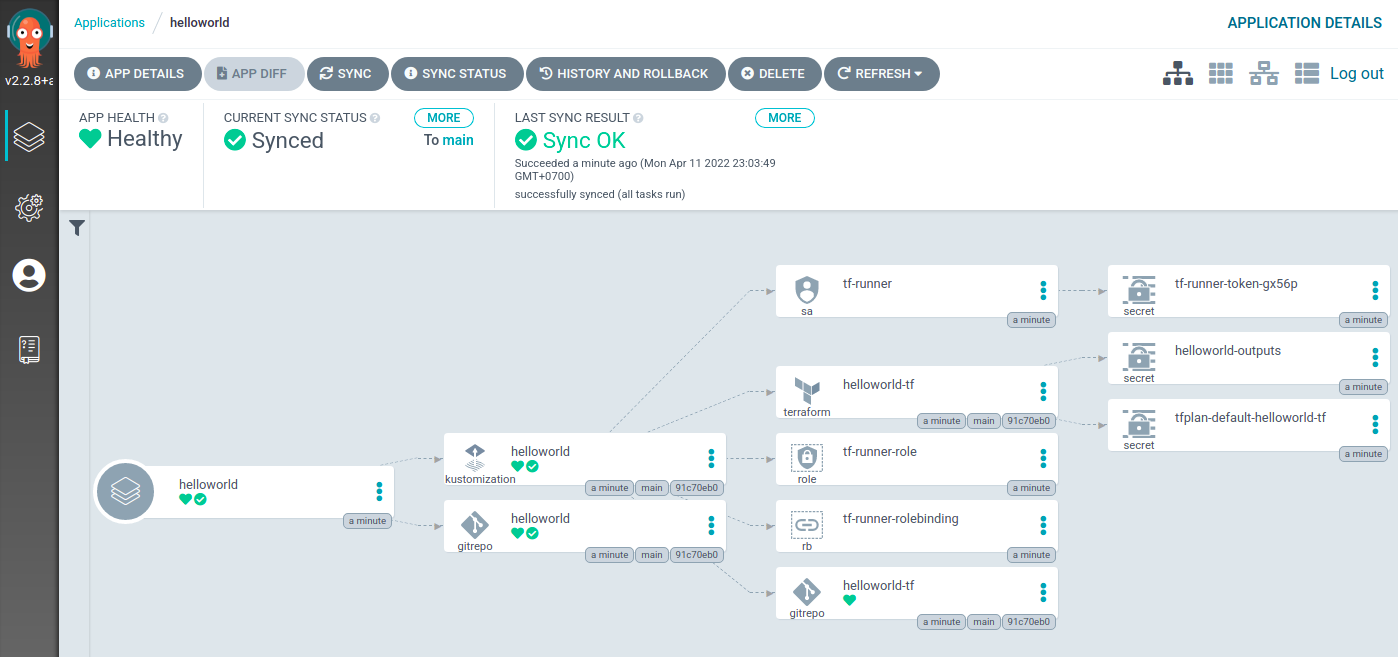 Applications / helloworld
APPLICATION DETAILS
v2.2.8+a
APP DETAILS
APP DIFF
SYNC
SYNC STATUS
HISTORY AND ROLLBACK
DELETE
REFRESH
Log out
APP HEALTH
Healthy
CURRENT SYNC STATUS
MORE
Synced
To main
LAST SYNC RESULT
MORE
Sync OK
Succeeded a minute ago (Mon Apr 11 2022 23:03:49
GMT+0700)
successfully synced (all tasks run)
helloworld
a minute
helloworld
kustomization
a minute main 91c70eb0
helloworld
gitrepo
a minute main 91c70eb0
tf-runner
sa
a minute
helloworld-tf
terraform
a minute main 91c70eb0
tf-runner-role
role
a minute
tf-runner-rolebinding
rb
a minute
helloworld-tf
gitrepo
a minute main 91c70eb0
tf-runner-token-gx56p
secret
a minute
helloworld-outputs
secret
a minute
tfplan-default-helloworld-tf
secret
a minute